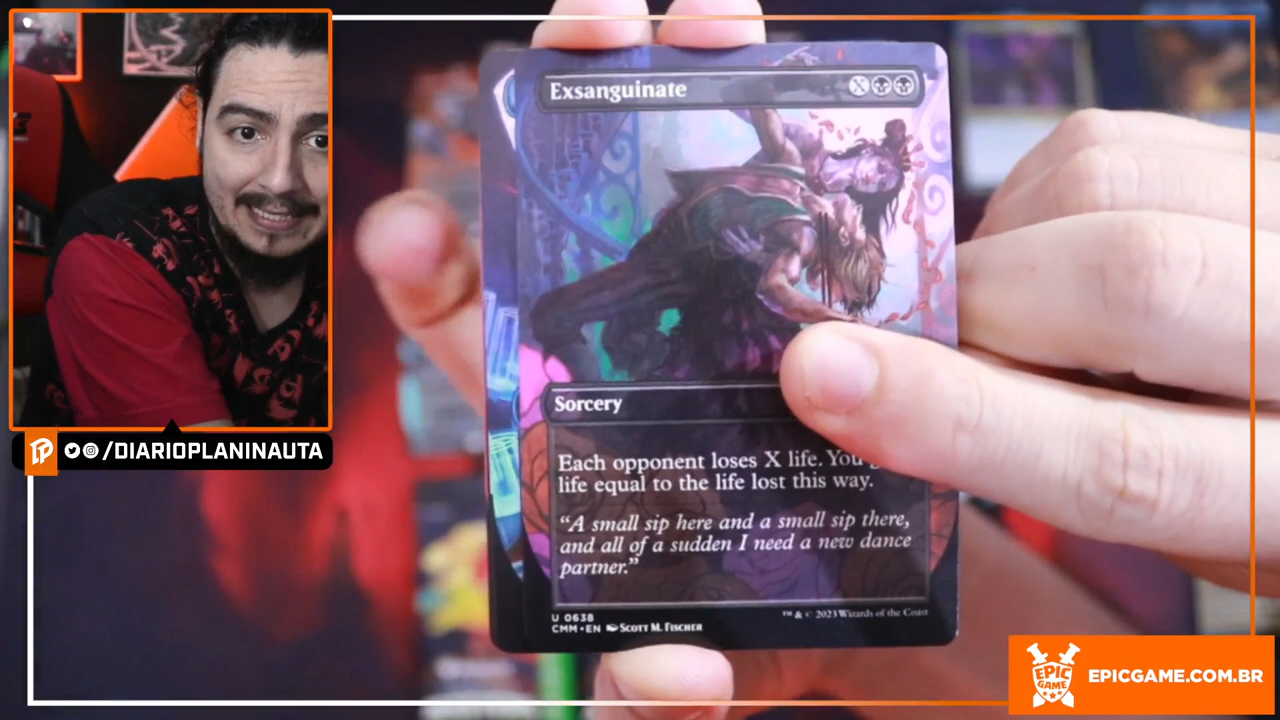 Exsanguinate X
Sorcery
Each opponent loses X life. You
life equal to the life lost this way.
“A small sip here and a small sip there,
and all of a sudden I need a new dance
partner.”
U 0638
CMM • EN Scott M. Fischer
™ & © 2023 Wizards of the Coast
/DIARIOPLANINAUTA
EPIC
GAME
EPICGAME.COM.BR